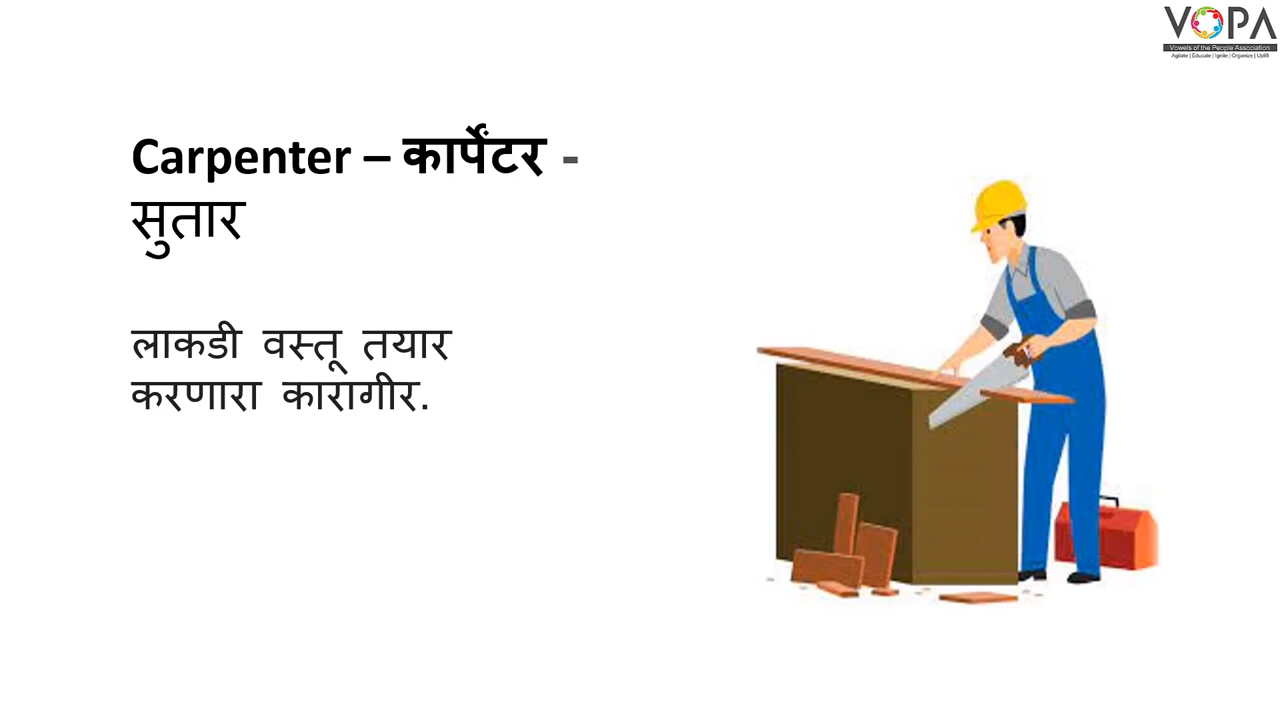 VOPA
Vowels of the People Association
Agitate | Educate | Ignite | Organize | Uplift
Carpenter – कार्पेंटर -
सुतार
लाकडी वस्तू तयार
करणारा कारागीर.